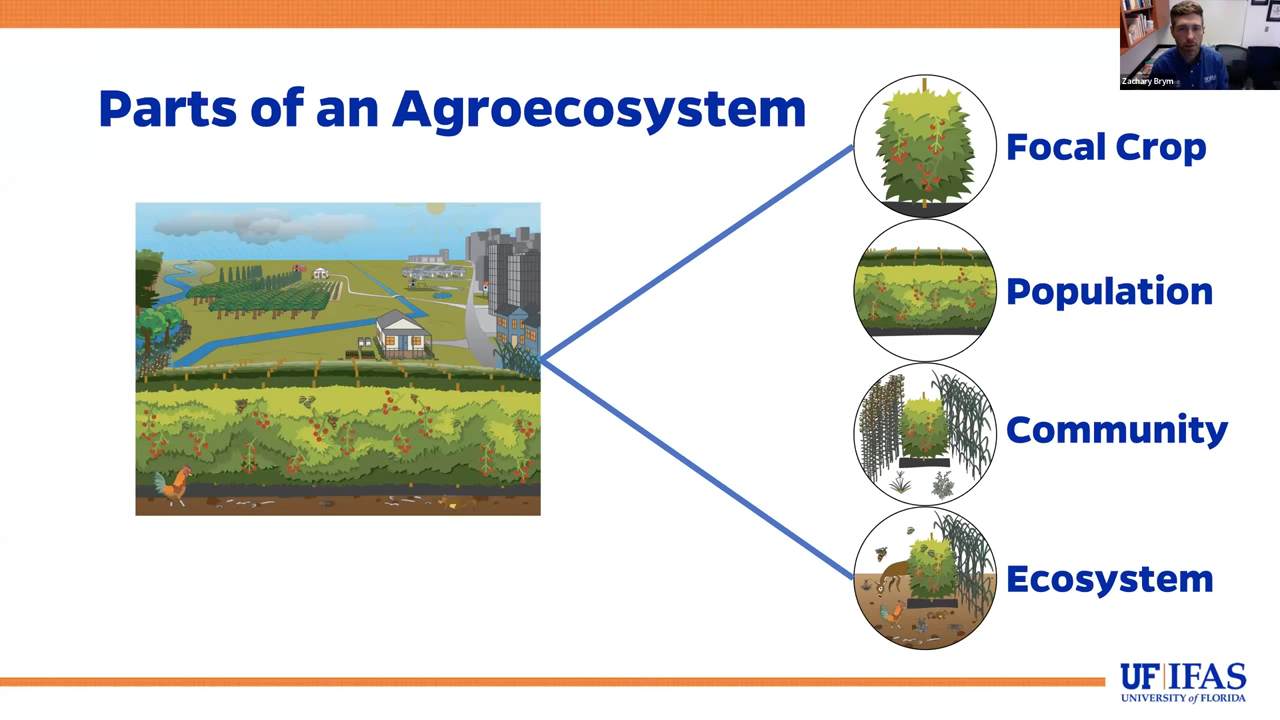 Zachary Brym
Parts of an Agroecosystem
Focal Crop
Population
Community
Ecosystem
UF|IFAS
UNIVERSITY of FLORIDA